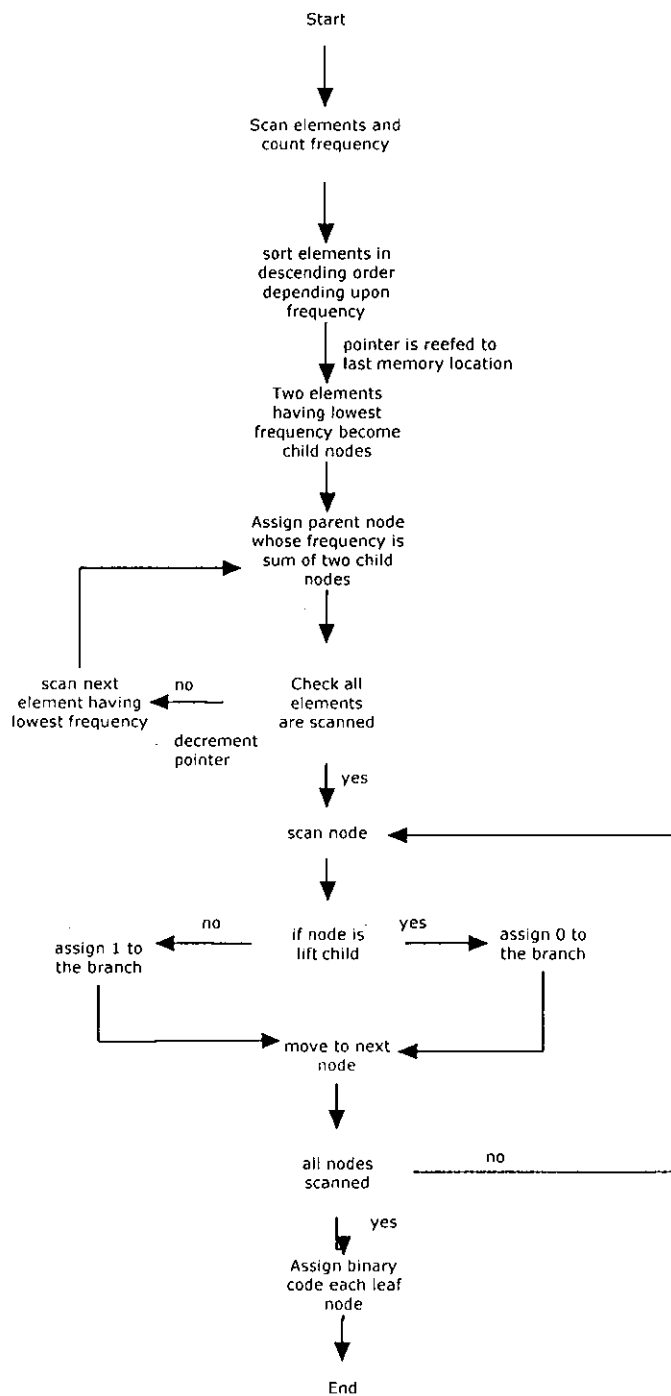 Start
Scan elements and
count frequency
sort elements in
descending order
depending upon
frequency
pointer is reefed to
last memory location
Two elements
having lowest
frequency become
child nodes
Assign parent node
whose frequency is
sum of two child
nodes
scan next
element having
lowest frequency
no
decrement
pointer
Check all
elements
are scanned
yes
scan node
no
if node is
lift child
yes
assign 1 to
the branch
assign 0 to
the branch
move to next
node
all nodes
scanned
no
yes
Assign binary
code each leaf
node
End